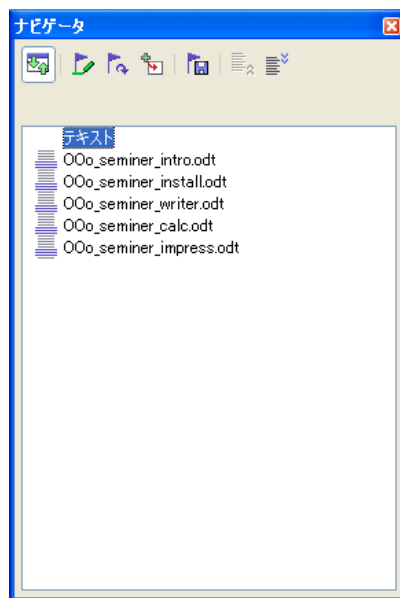 ナビゲータ
テキスト
OOo_seminer_intro.odt
OOo_seminer_install.odt
OOo_seminer_writer.odt
OOo_seminer_calc.odt
OOo_seminer_impress.odt